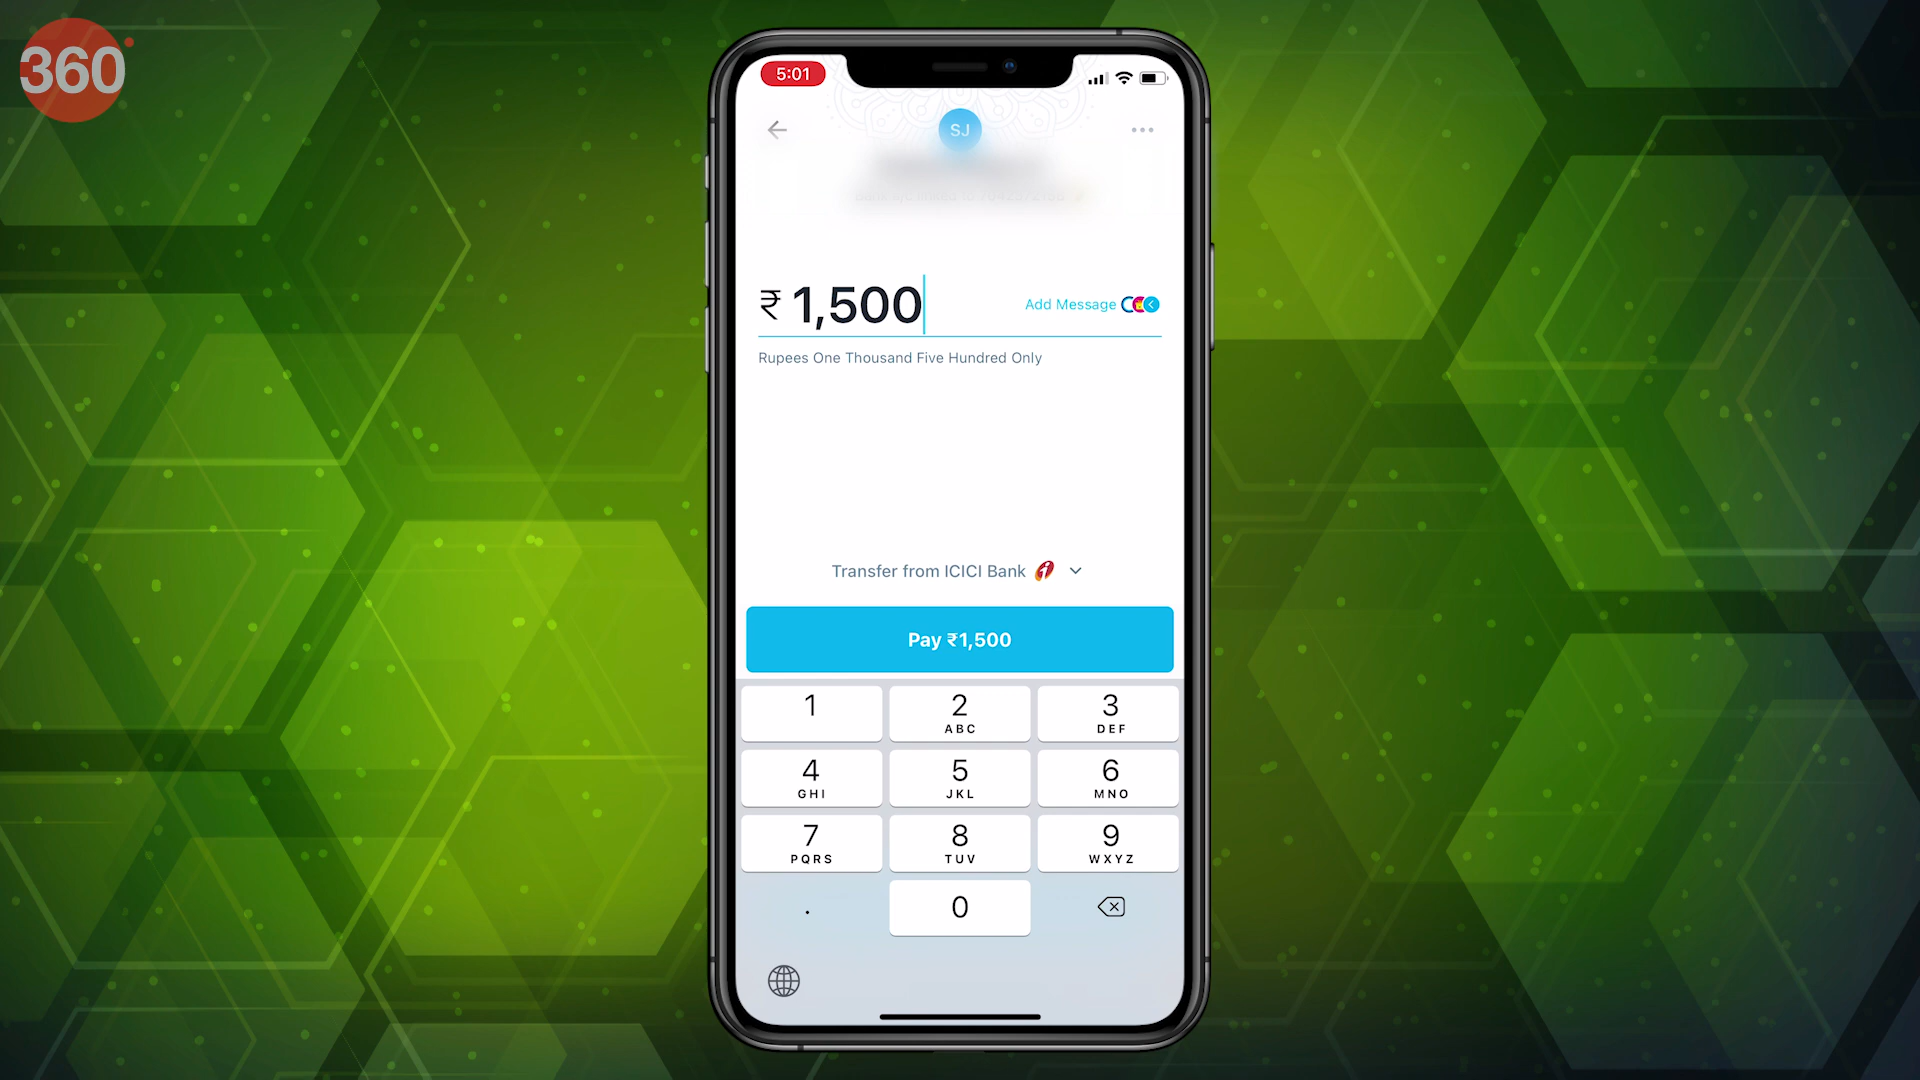 360
5:01
SJ
₹ 1,500
Add Message
Rupees One Thousand Five Hundred Only
Transfer from ICICI Bank
Pay ₹1,500
1
2 ABC
3 DEF
4 GHI
5 JKL
6 MNO
7 PQRS
8 TUV
9 WXYZ
.
0